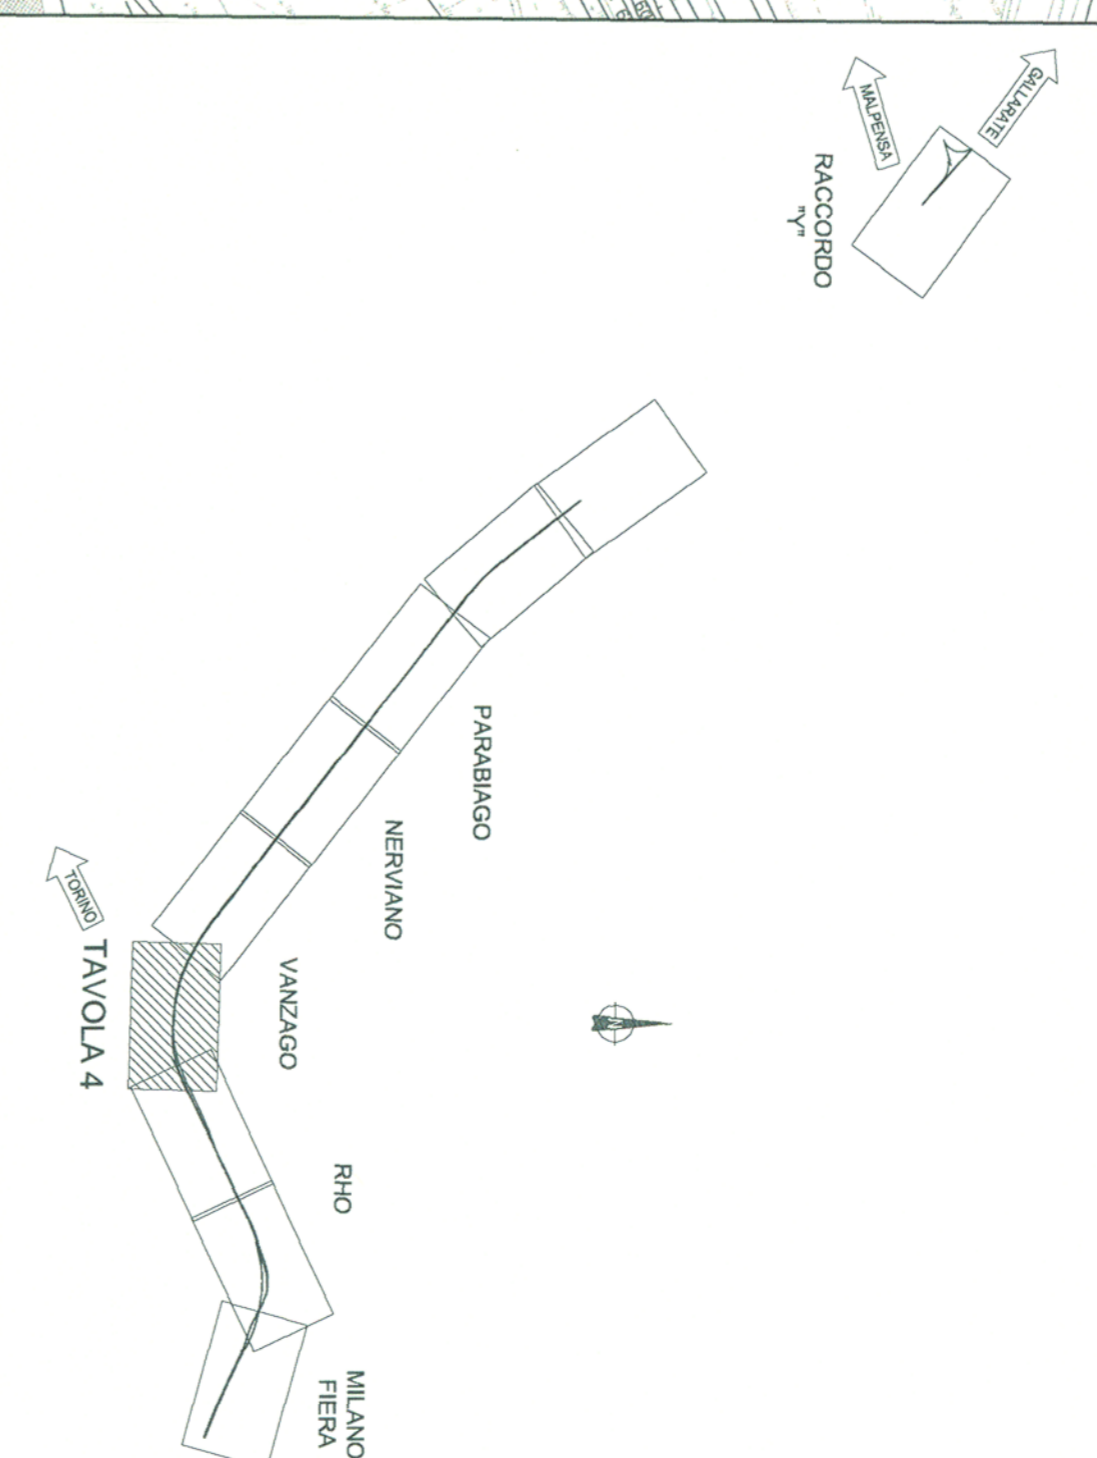 GALLARATE
MALPENSA
RACCORDO
"Y"
PARABIAGO
NERVIANO
VANZAGO
TORINO
TAVOLA 4
N
RHO
MILANO
FIERA